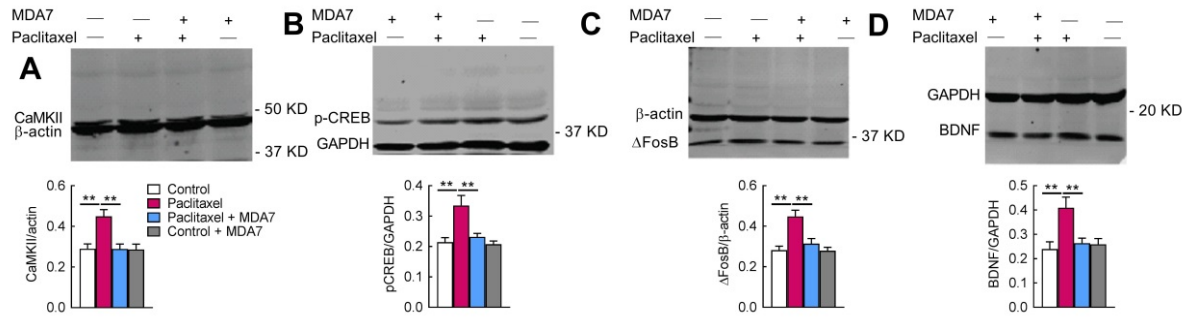 MDA7 — — + +
Paclitaxel — + + —
A
CaMKII
β-actin
- 50 KD
- 37 KD
0.6
0.4
0.2
0.0
CaMKII/actin
** **
Control
Paclitaxel
Paclitaxel + MDA7
Control + MDA7
B
MDA7 + + — —
Paclitaxel — + + —
p-CREB
GAPDH
- 37 KD
0.4
0.3
0.2
0.1
0.0
pCREB/GAPDH
** **
C
MDA7 — — + +
Paclitaxel — + + —
β-actin
ΔFosB
- 37 KD
0.6
0.4
0.2
0.0
ΔFosB/β-actin
** **
D
MDA7 + + — —
Paclitaxel — + + —
GAPDH
BDNF
- 20 KD
0.5
0.4
0.3
0.2
0.1
0.0
BDNF/GAPDH
** **